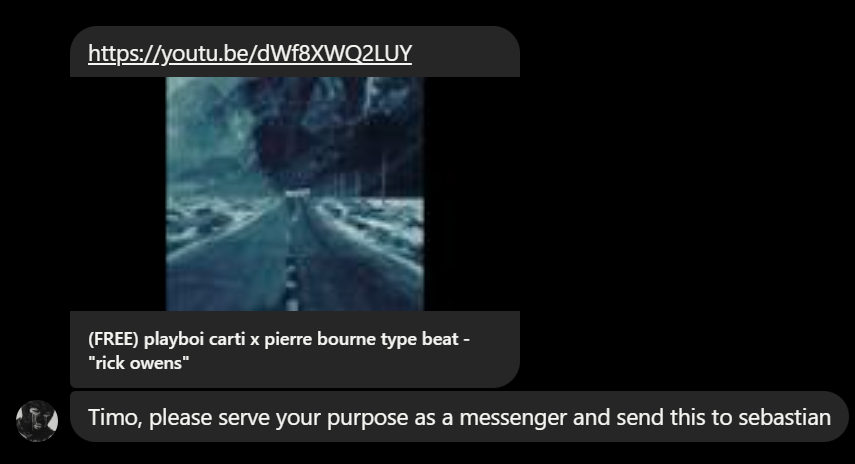 https://youtu.be/dWf8XWQ2LUY
(FREE) playboi carti x pierre bourne type beat -
"rick owens"
Timo, please serve your purpose as a messenger and send this to sebastian